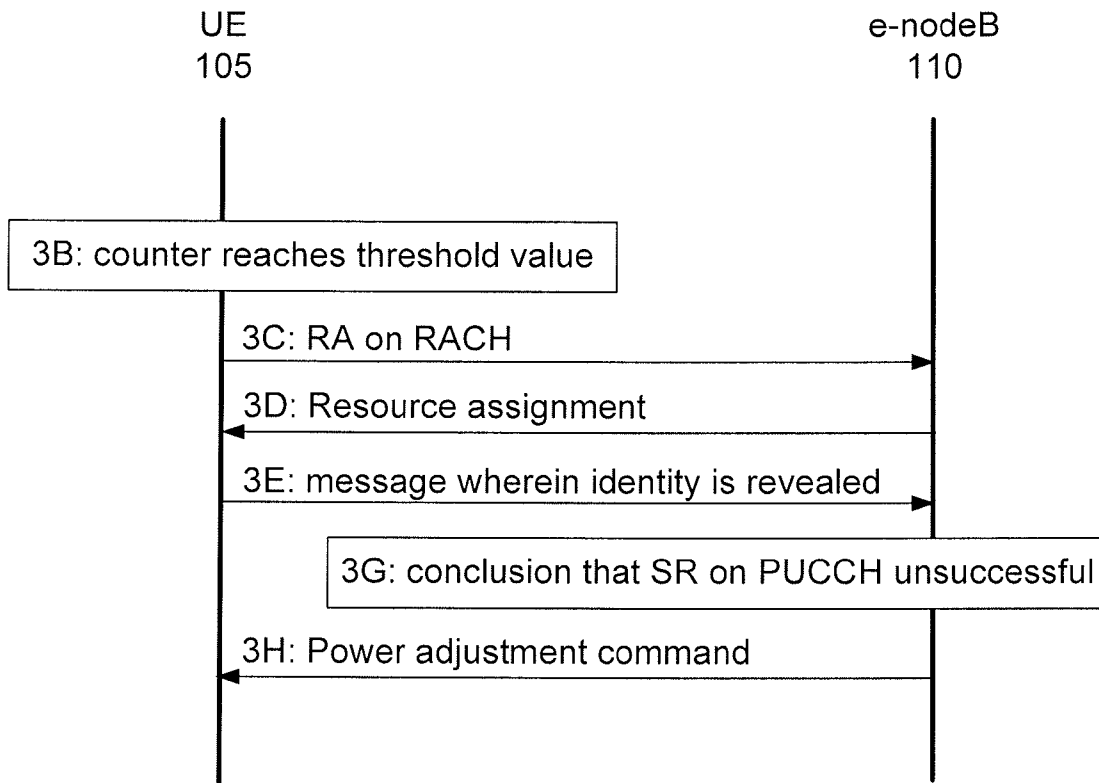 UE
105
e-nodeB
110
3B: counter reaches threshold value
3C: RA on RACH
3D: Resource assignment
3E: message wherein identity is revealed
3G: conclusion that SR on PUCCH unsuccessful
3H: Power adjustment command